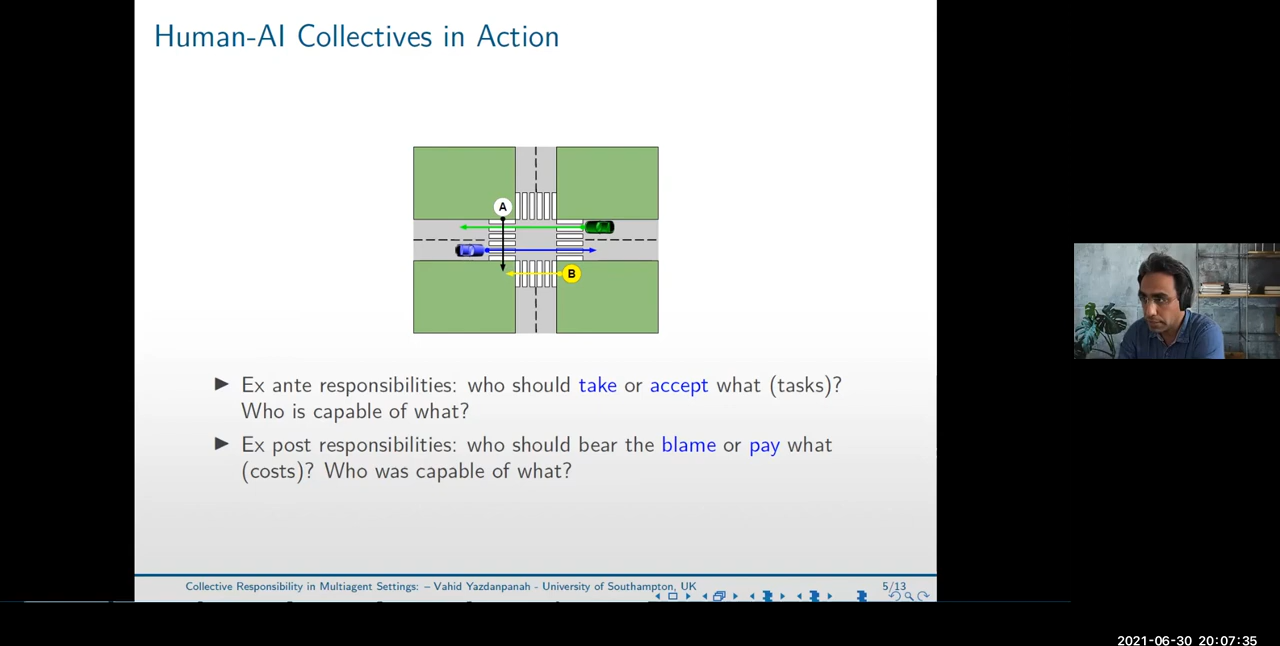 Human-AI Collectives in Action
A
B
▶ Ex ante responsibilities: who should take or accept what (tasks)?
Who is capable of what?
▶ Ex post responsibilities: who should bear the blame or pay what
(costs)? Who was capable of what?
Collective Responsibility in Multiagent Settings: – Vahid Yazdanpanah - University of Southampton, UK
5/13
2021-06-30 20:07:35